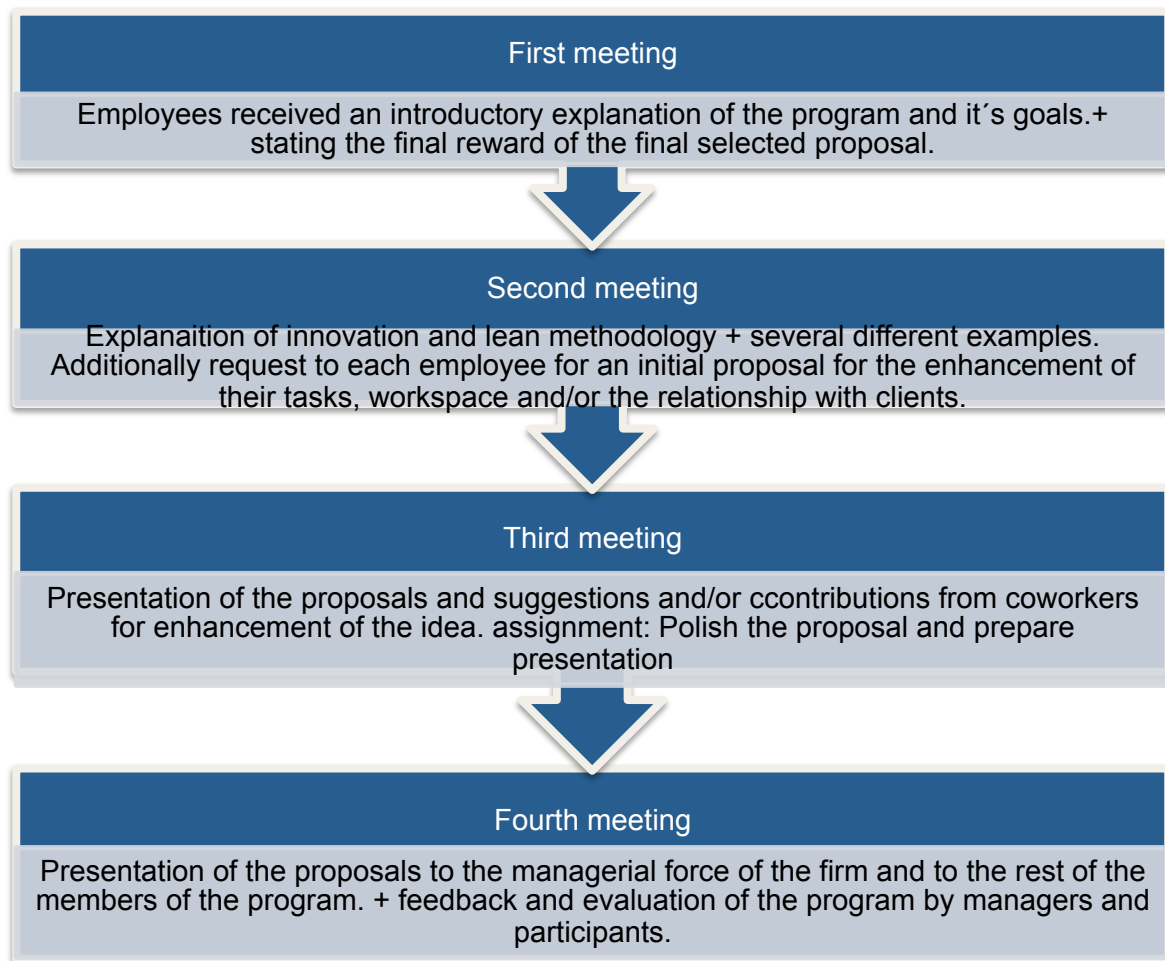 First meeting
Employees received an introductory explanation of the program and it´s goals.+
stating the final reward of the final selected proposal.
Second meeting
Explanaition of innovation and lean methodology + several different examples.
Additionally request to each employee for an initial proposal for the enhancement of
their tasks, workspace and/or the relationship with clients.
Third meeting
Presentation of the proposals and suggestions and/or ccontributions from coworkers
for enhancement of the idea. assignment: Polish the proposal and prepare
presentation
Fourth meeting
Presentation of the proposals to the managerial force of the firm and to the rest of the
members of the program. + feedback and evaluation of the program by managers and
participants.